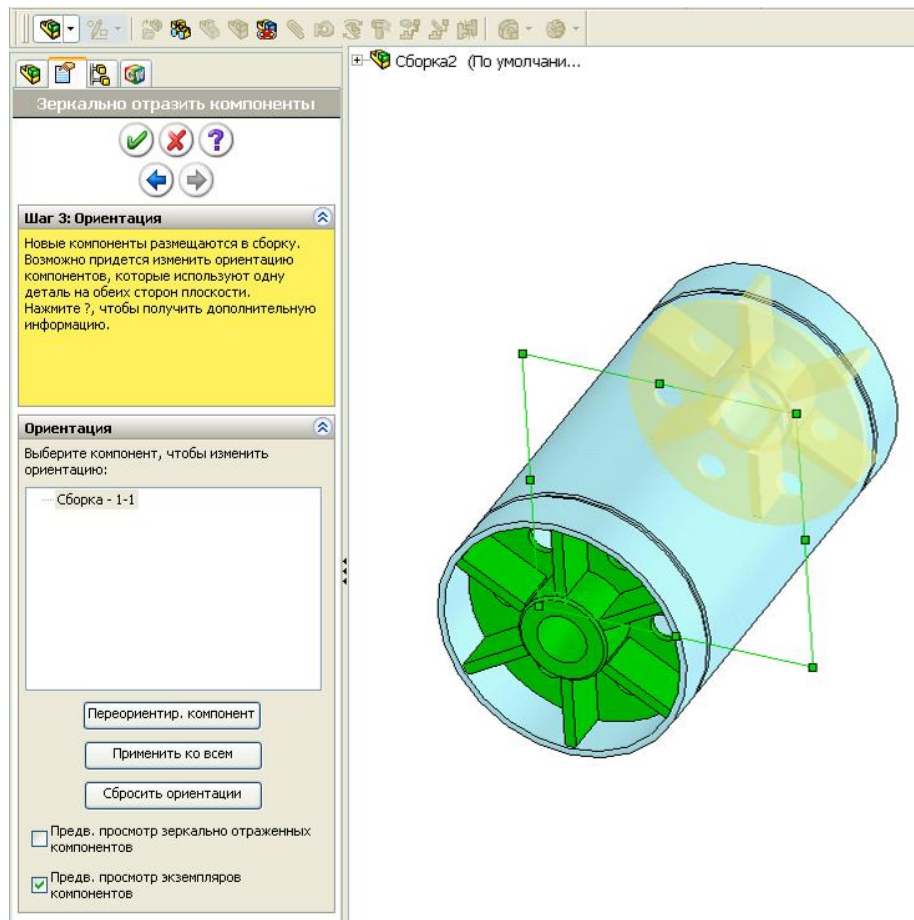 Сборка2 (По умолчани...
Зеркально отразить компоненты
?
Шаг 3: Ориентация
Новые компоненты размещаются в сборку.
Возможно придется изменить ориентацию
компонентов, которые используют одну
деталь на обеих сторон плоскости.
Нажмите ?, чтобы получить дополнительную
информацию.
Ориентация
Выберите компонент, чтобы изменить
ориентацию:
Сборка - 1-1
Переориентир. компонент
Применить ко всем
Сбросить ориентации
Предв. просмотр зеркально отраженных
компонентов
Предв. просмотр экземпляров
компонентов